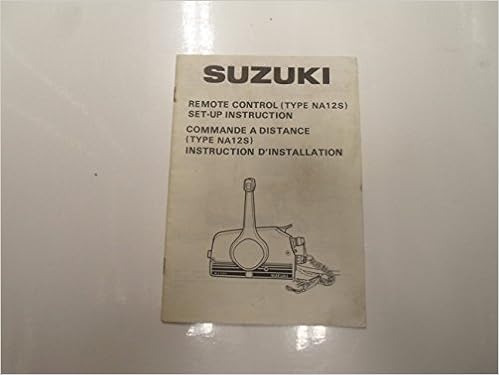 SUZUKI
REMOTE CONTROL (TYPE NA12S)
SET-UP INSTRUCTION
COMMANDE A DISTANCE
(TYPE NA12S)
INSTRUCTION D'INSTALLATION